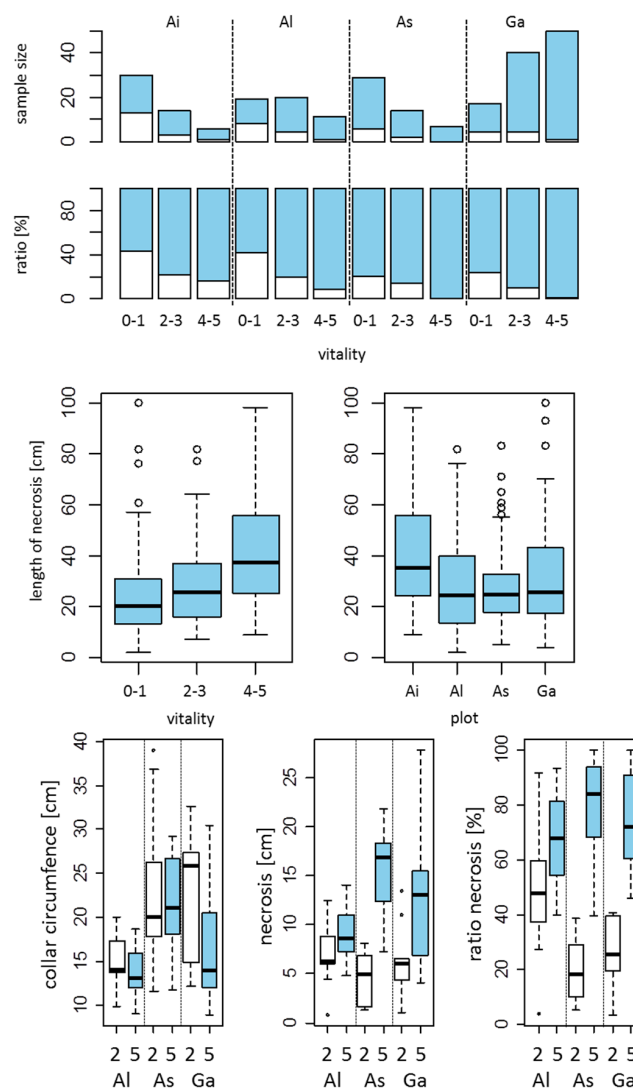 Ai Al As Ga
sample size
0 20 40
ratio [%]
0 40 80
0-1 2-3 4-5 0-1 2-3 4-5 0-1 2-3 4-5 0-1 2-3 4-5
vitality
length of necrosis [cm]
0 20 40 60 80 100
0-1 2-3 4-5
vitality
0 20 40 60 80 100
Ai Al As Ga
plot
collar circumfence [cm]
10 15 20 25 30 35 40
2 5 2 5 2 5
Al As Ga
necrosis [cm]
0 5 10 15 20 25
2 5 2 5 2 5
Al As Ga
ratio necrosis [%]
0 20 40 60 80 100
2 5 2 5 2 5
Al As Ga